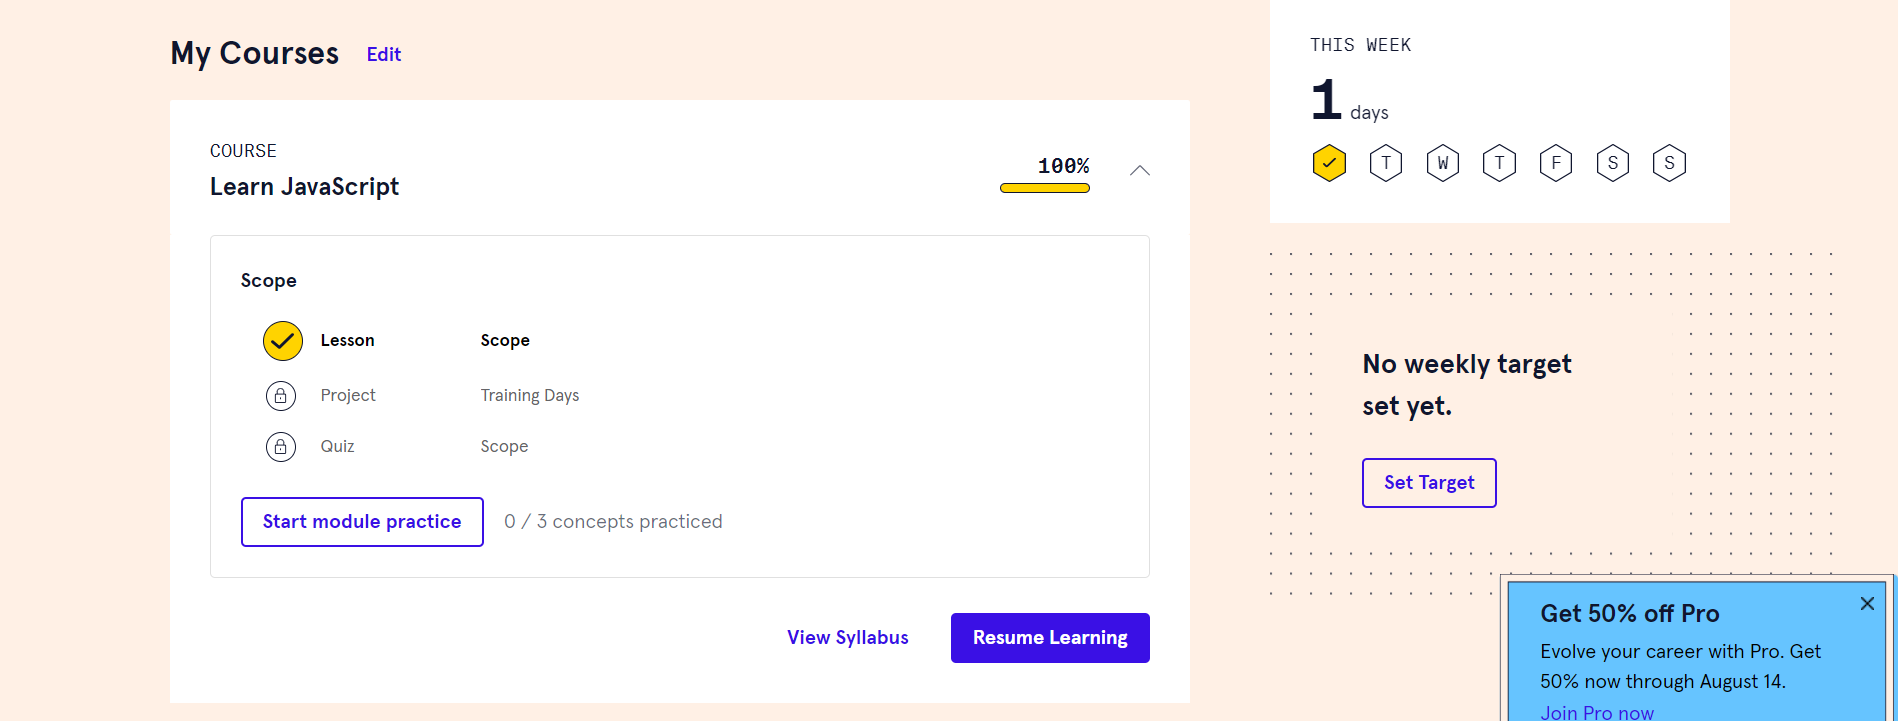 My Courses Edit
COURSE
Learn JavaScript
100%
Scope
Lesson Scope
Project Training Days
Quiz Scope
Start module practice 0 / 3 concepts practiced
View Syllabus Resume Learning
THIS WEEK
1 days
T W T F S S
No weekly target
set yet.
Set Target
Get 50% off Pro
Evolve your career with Pro. Get
50% now through August 14.
Join Pro now